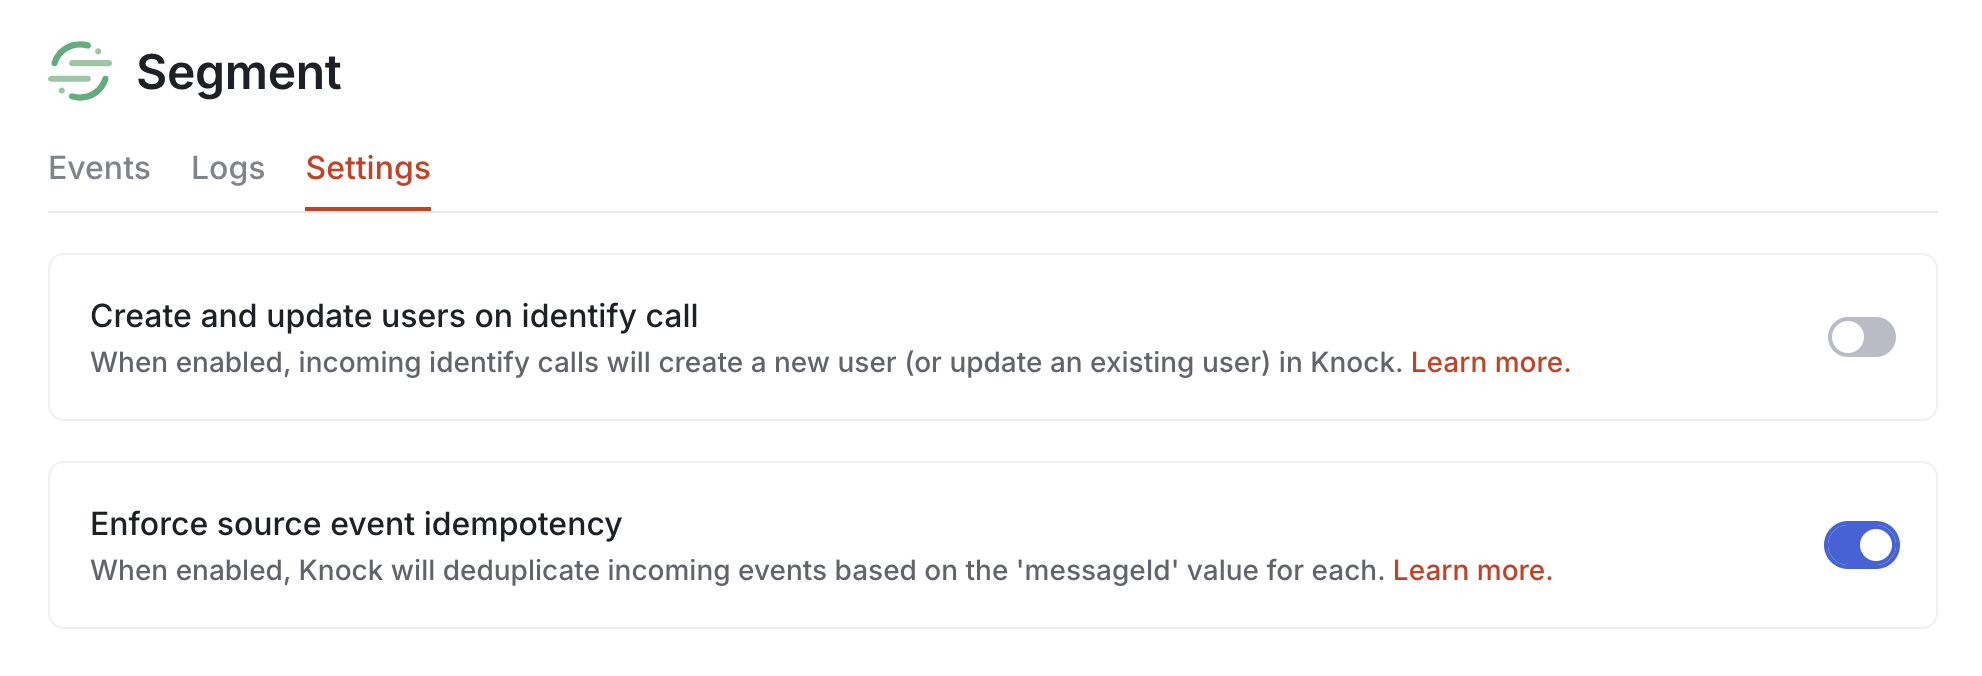 Segment
Events Logs Settings
Create and update users on identify call
When enabled, incoming identify calls will create a new user (or update an existing user) in Knock. Learn more.
Enforce source event idempotency
When enabled, Knock will deduplicate incoming events based on the 'messageId' value for each. Learn more.